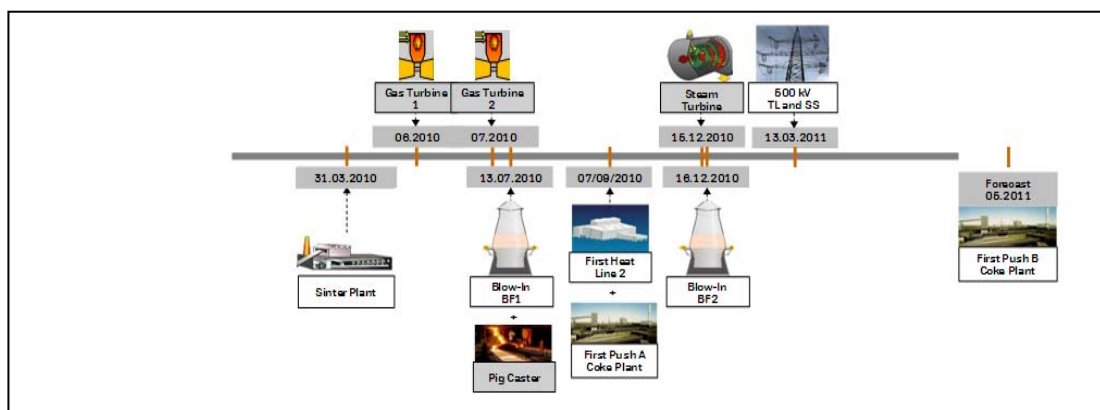 Gas Turbine
1
Gas Turbine
2
Steam
Turbine
500 kV
TL and SS
06.2010
07.2010
15.12.2010
13.03.2011
31.03.2010
13.07.2010
07/09/2010
16.12.2010
Forecast
05.2011
Sinter Plant
Blow-In
BF1
+
Pig Caster
First Heat
Line 2
+
First Push A
Coke Plant
Blow-In
BF2
First Push B
Coke Plant